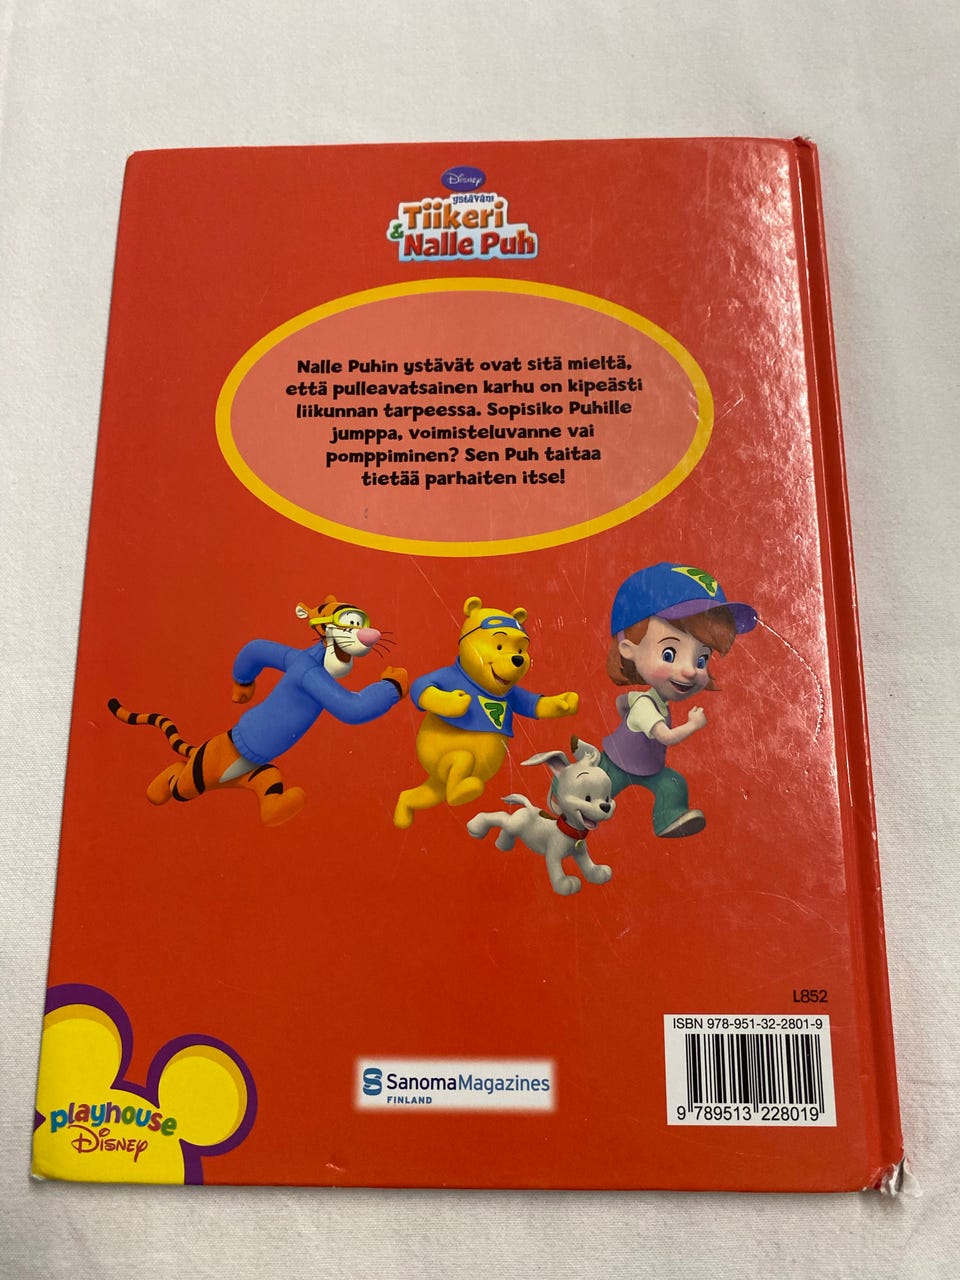 Disney
ystäväni
Tiikeri
& Nalle Puh
Nalle Puhin ystävät ovat sitä mieltä,
että pulleavatsainen karhu on kipeästi
liikunnan tarpeessa. Sopisiko Puhille
jumppa, voimisteluvanne vai
pomppiminen? Sen Puh taitaa
tietää parhaiten itse!
L852
ISBN 978-951-32-2801-9
9 789513 228019
SanomaMagazines
FINLAND
playhouse
Disney